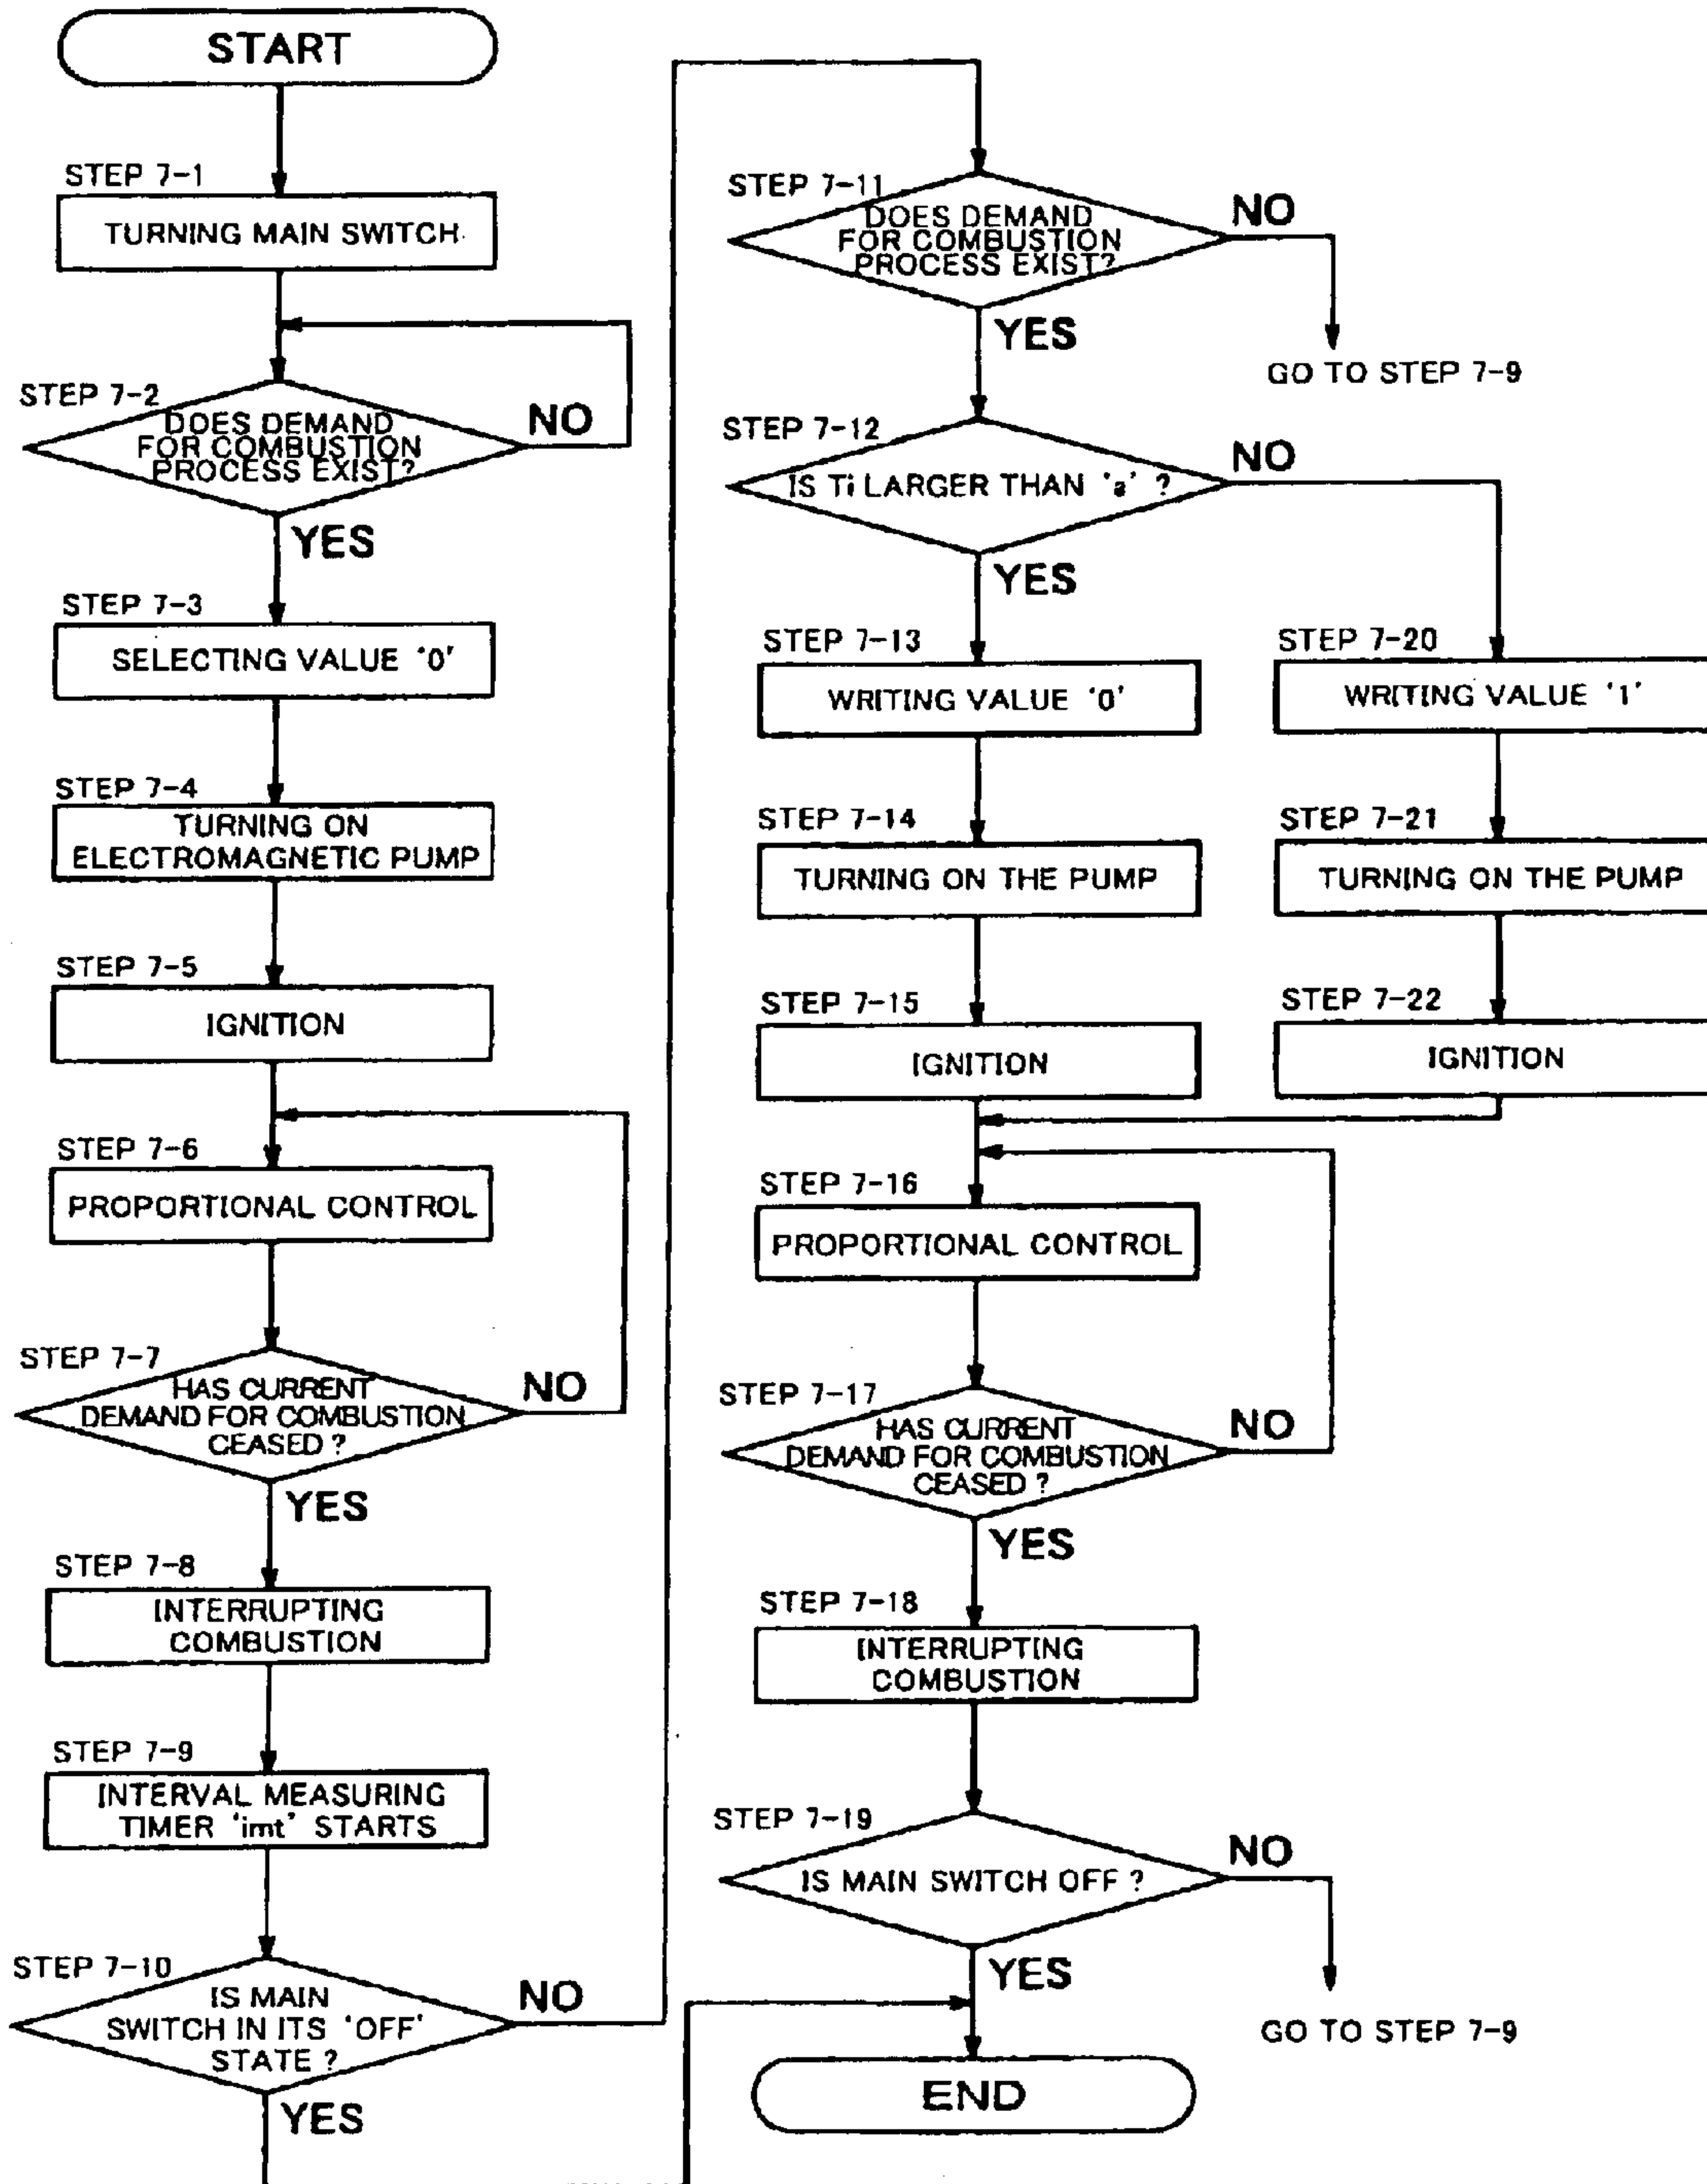 START
STEP 7-1
TURNING MAIN SWITCH
STEP 7-2
DOES DEMAND
FOR COMBUSTION
PROCESS EXIST?
NO
YES
STEP 7-3
SELECTING VALUE '0'
STEP 7-4
TURNING ON
ELECTROMAGNETIC PUMP
STEP 7-5
IGNITION
STEP 7-6
PROPORTIONAL CONTROL
STEP 7-7
HAS CURRENT
DEMAND FOR COMBUSTION
CEASED ?
NO
YES
STEP 7-8
INTERRUPTING
COMBUSTION
STEP 7-9
INTERVAL MEASURING
TIMER 'imt' STARTS
STEP 7-10
IS MAIN
SWITCH IN ITS 'OFF'
STATE ?
NO
YES
STEP 7-11
DOES DEMAND
FOR COMBUSTION
PROCESS EXIST?
NO
GO TO STEP 7-9
YES
STEP 7-12
IS Ti LARGER THAN 'a' ?
NO
YES
STEP 7-13
WRITING VALUE '0'
STEP 7-14
TURNING ON THE PUMP
STEP 7-15
IGNITION
STEP 7-20
WRITING VALUE '1'
STEP 7-21
TURNING ON THE PUMP
STEP 7-22
IGNITION
STEP 7-16
PROPORTIONAL CONTROL
STEP 7-17
HAS CURRENT
DEMAND FOR COMBUSTION
CEASED ?
NO
YES
STEP 7-18
INTERRUPTING
COMBUSTION
STEP 7-19
IS MAIN SWITCH OFF ?
NO
GO TO STEP 7-9
YES
END